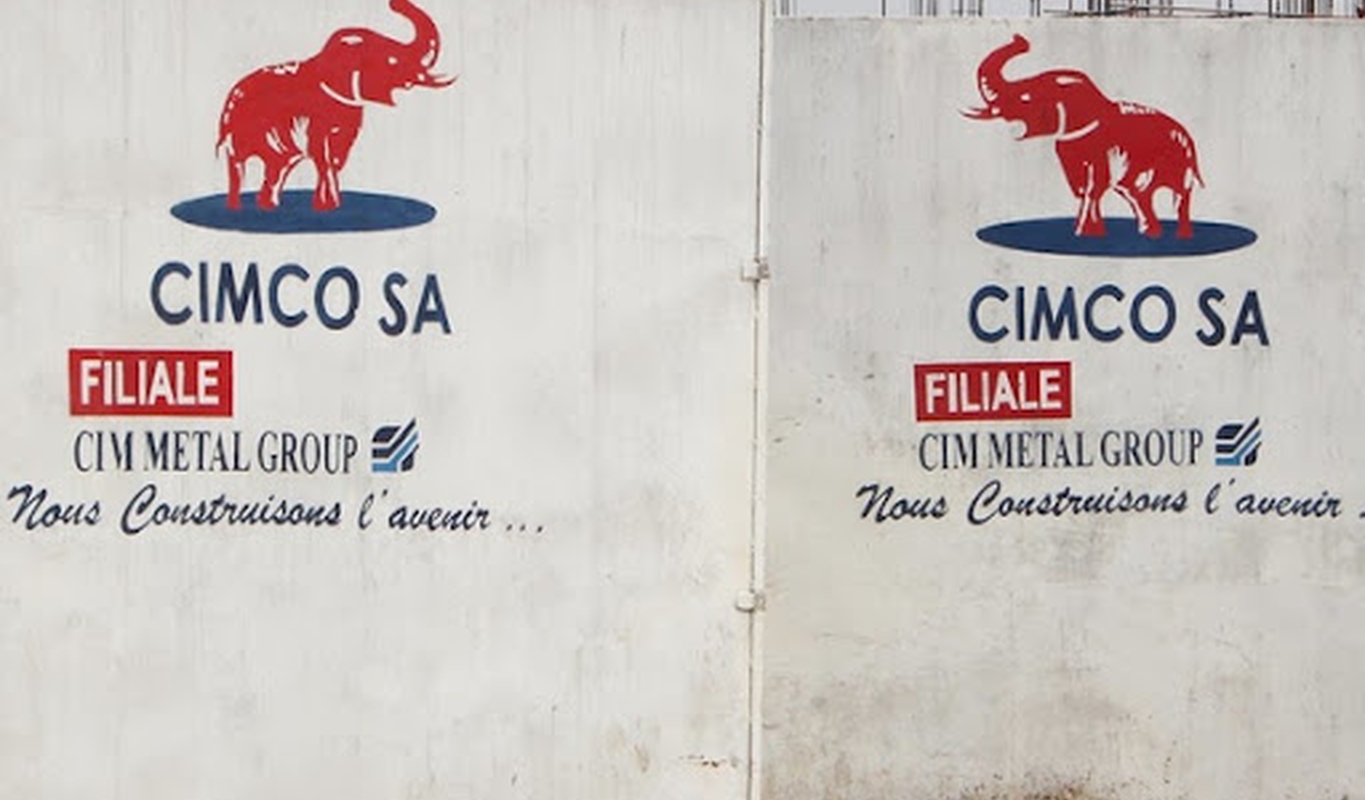 CIMCO SA
FILIALE
CIM METAL GROUP
Nous Construisons l'avenir ...
CIMCO SA
FILIALE
CIM METAL GROUP
Nous Construisons l'avenir .